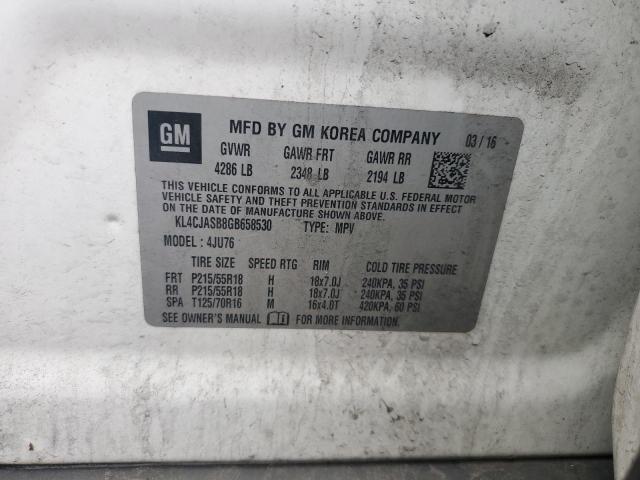 GM
MFD BY GM KOREA COMPANY 03/16
GVWR GAWR FRT GAWR RR
4286 LB 2348 LB 2194 LB
THIS VEHICLE CONFORMS TO ALL APPLICABLE U.S. FEDERAL MOTOR
VEHICLE SAFETY AND THEFT PREVENTION STANDARDS IN EFFECT
ON THE DATE OF MANUFACTURE SHOWN ABOVE.
KL4CJASB8GB658530 TYPE: MPV
MODEL: 4JU76
TIRE SIZE SPEED RTG RIM COLD TIRE PRESSURE
FRT P215/55R18 H 18x7.0J 240KPA, 35 PSI
RR P215/55R18 H 18x7.0J 240KPA, 35 PSI
SPA T125/70R16 M 16x4.0T 420KPA, 60 PSI
SEE OWNER'S MANUAL FOR MORE INFORMATION.